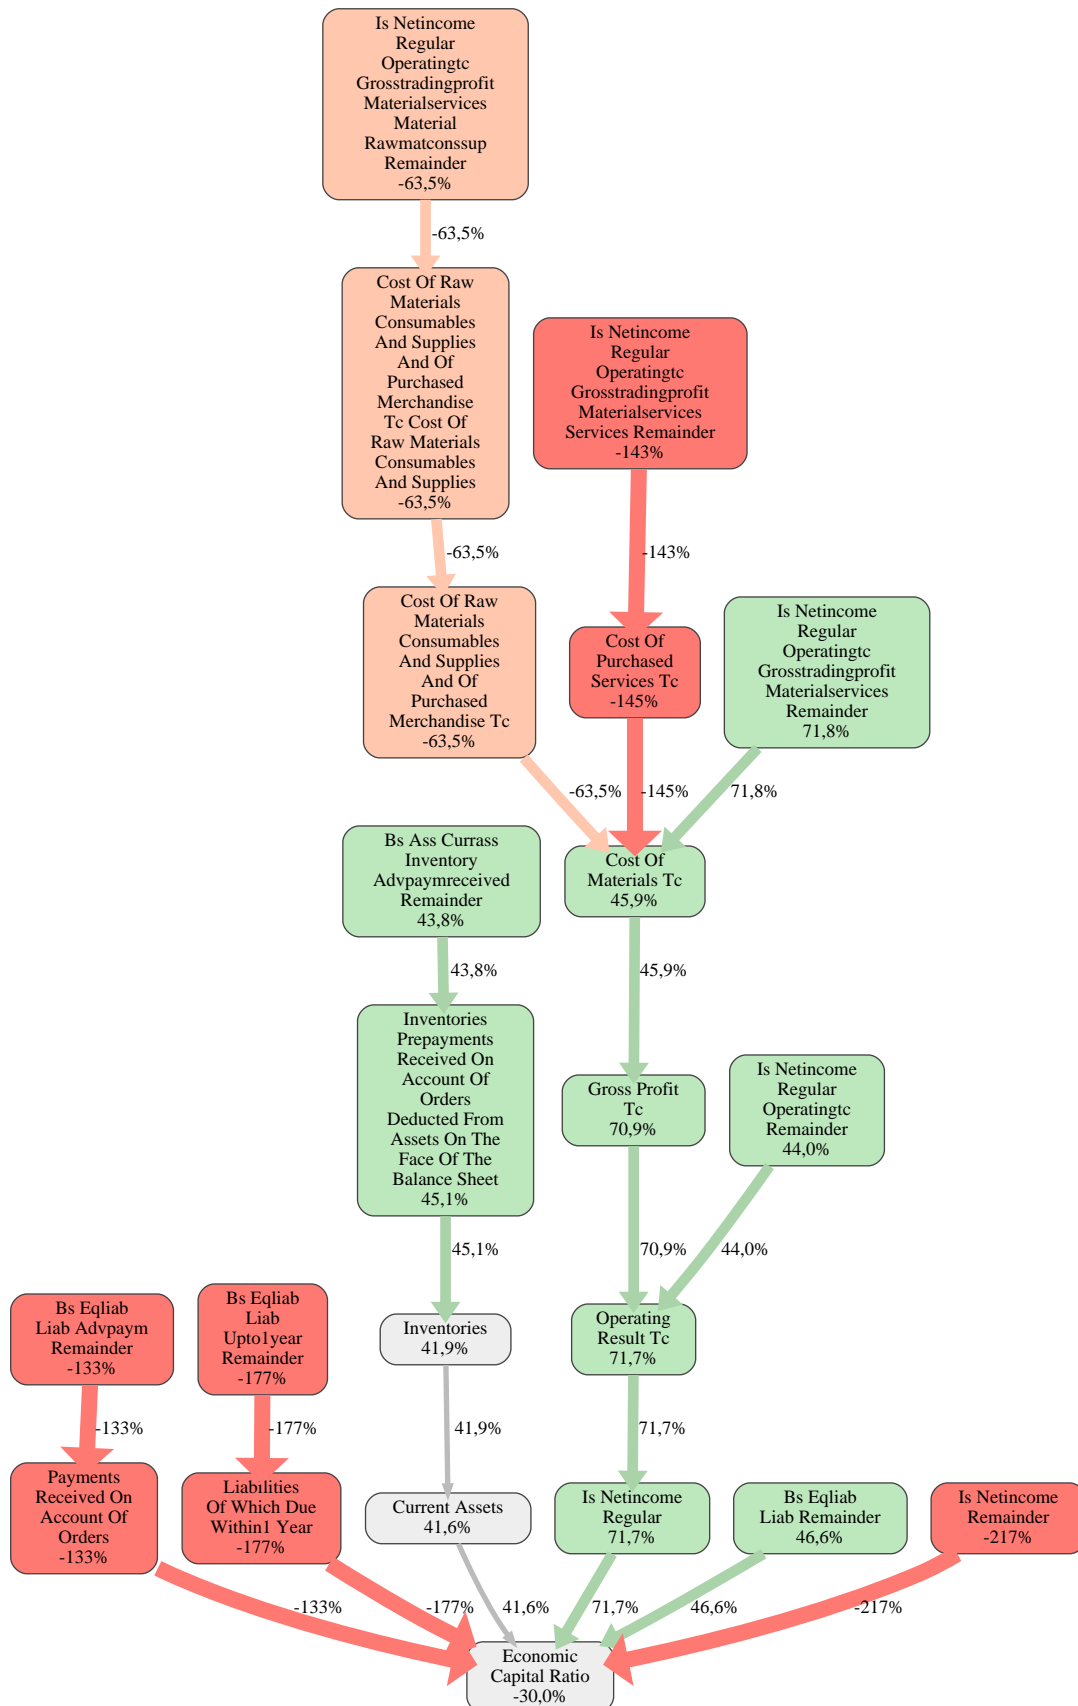 Is Netincome
Regular
Operatingtc
Grosstradingprofit
Materialservices
Material
Rawmatconssup
Remainder
-63,5%
-63,5%
Cost Of Raw
Materials
Consumables
And Supplies
And Of
Purchased
Merchandise
Tc Cost Of
Raw Materials
Consumables
And Supplies
-63,5%
Is Netincome
Regular
Operatingtc
Grosstradingprofit
Materialservices
Services Remainder
-143%
-63,5%
-143%
Cost Of Raw
Materials
Consumables
And Supplies
And Of
Purchased
Merchandise Tc
-63,5%
Cost Of
Purchased
Services Tc
-145%
Is Netincome
Regular
Operatingtc
Grosstradingprofit
Materialservices
Remainder
71,8%
-63,5%
-145%
71,8%
Bs Ass Currass
Inventory
Advpaymreceived
Remainder
43,8%
Cost Of
Materials Tc
45,9%
43,8%
45,9%
Inventories
Prepayments
Received On
Account Of
Orders
Deducted From
Assets On The
Face Of The
Balance Sheet
45,1%
Gross Profit
Tc
70,9%
Is Netincome
Regular
Operatingtc
Remainder
44,0%
45,1%
70,9%
44,0%
Bs Eqliab
Liab Advpaym
Remainder
-133%
Bs Eqliab
Liab
Upto1year
Remainder
-177%
Inventories
41,9%
Operating
Result Tc
71,7%
-133%
-177%
41,9%
71,7%
Payments
Received On
Account Of
Orders
-133%
Liabilities
Of Which Due
Within1 Year
-177%
Current Assets
41,6%
Is Netincome
Regular
71,7%
Bs Eqliab
Liab Remainder
46,6%
Is Netincome
Remainder
-217%
-133%
-177%
41,6%
71,7%
46,6%
-217%
Economic
Capital Ratio
-30,0%